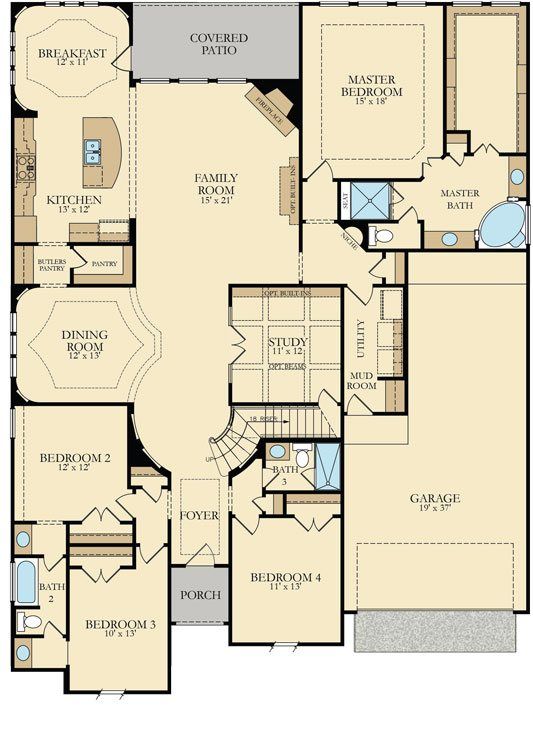 COVERED
PATIO
BREAKFAST
12' x 11'
MASTER
BEDROOM
15' x 18'
FIREPLACE
FAMILY
ROOM
15' x 21'
OPT. BUILT-INS
KITCHEN
13' x 12'
SEAT
MASTER
BATH
NICHE
BUTLERS
PANTRY
PANTRY
OPT. BUILT-INS
DINING
ROOM
12' x 13'
STUDY
11' x 12
OPT. BEAMS
UTILITY
MUD
ROOM
18 RISER
UP
BEDROOM 2
12' x 12'
BATH
3
GARAGE
19' x 37'
FOYER
BATH
2
PORCH
BEDROOM 4
11' x 13'
BEDROOM 3
10' x 13'